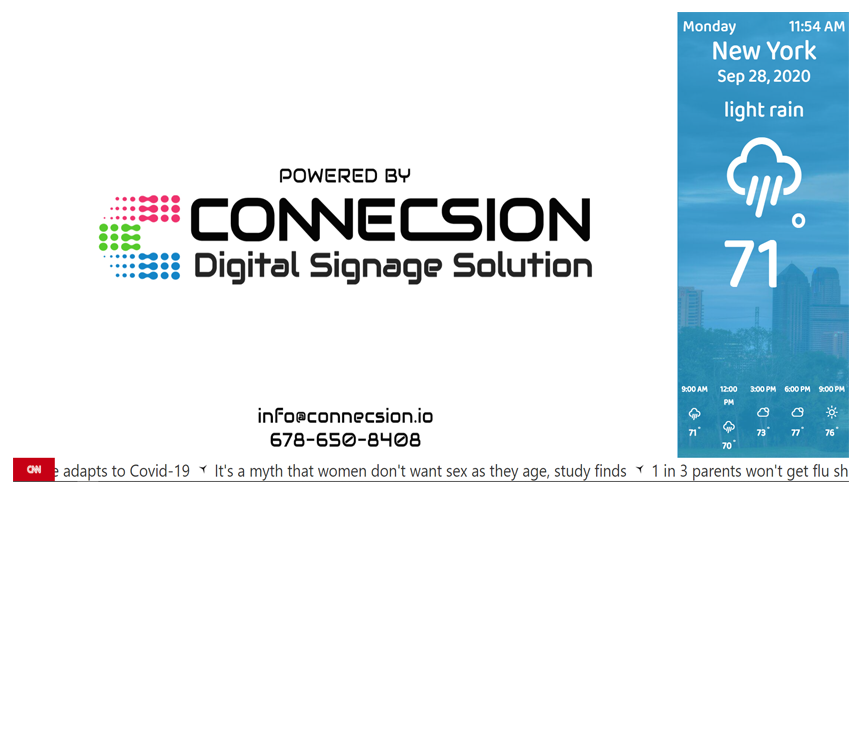 POWERED BY
CONNECSION
Digital Signage Solution
info@connecsion.io
678-650-8408
Monday 11:54 AM
New York
Sep 28, 2020
light rain
71°
9:00 AM 12:00 PM 3:00 PM 6:00 PM 9:00 PM
71° 70° 73° 77° 76°
CNN e adapts to Covid-19 It's a myth that women don't want sex as they age, study finds 1 in 3 parents won't get flu sh